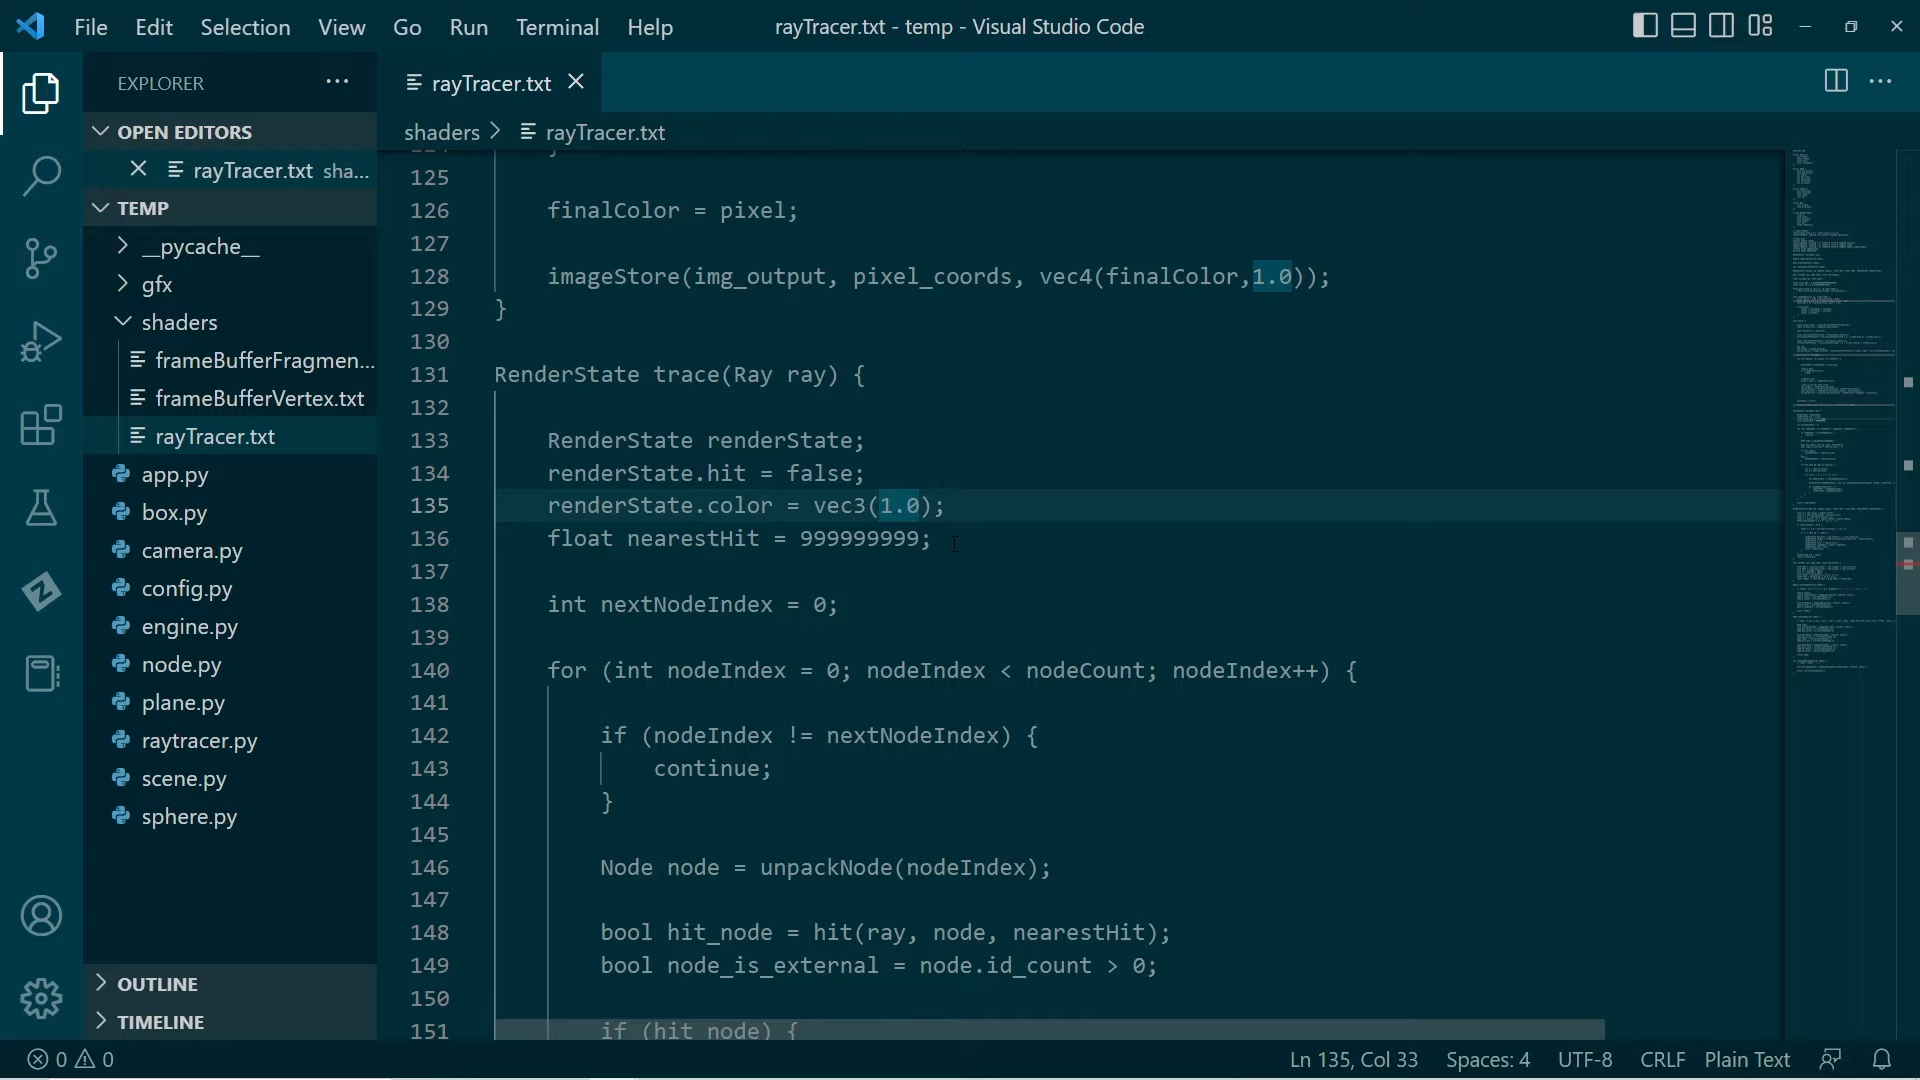 File Edit Selection View Go Run Terminal Help
rayTracer.txt - temp - Visual Studio Code
EXPLORER
OPEN EDITORS
rayTracer.txt sha...
TEMP
__pycache__
gfx
shaders
frameBufferFragmen...
frameBufferVertex.txt
rayTracer.txt
app.py
box.py
camera.py
config.py
engine.py
node.py
plane.py
raytracer.py
scene.py
sphere.py
OUTLINE
TIMELINE
rayTracer.txt
shaders > rayTracer.txt
125
126 finalColor = pixel;
127
128 imageStore(img_output, pixel_coords, vec4(finalColor,1.0));
129 }
130
131 RenderState trace(Ray ray) {
132
133 RenderState renderState;
134 renderState.hit = false;
135 renderState.color = vec3(1.0);
136 float nearestHit = 999999999;
137
138 int nextNodeIndex = 0;
139
140 for (int nodeIndex = 0; nodeIndex < nodeCount; nodeIndex++) {
141
142 if (nodeIndex != nextNodeIndex) {
143 continue;
144 }
145
146 Node node = unpackNode(nodeIndex);
147
148 bool hit_node = hit(ray, node, nearestHit);
149 bool node_is_external = node.id_count > 0;
150
151 if (hit_node) {
0 0
Ln 135, Col 33 Spaces: 4 UTF-8 CRLF Plain Text